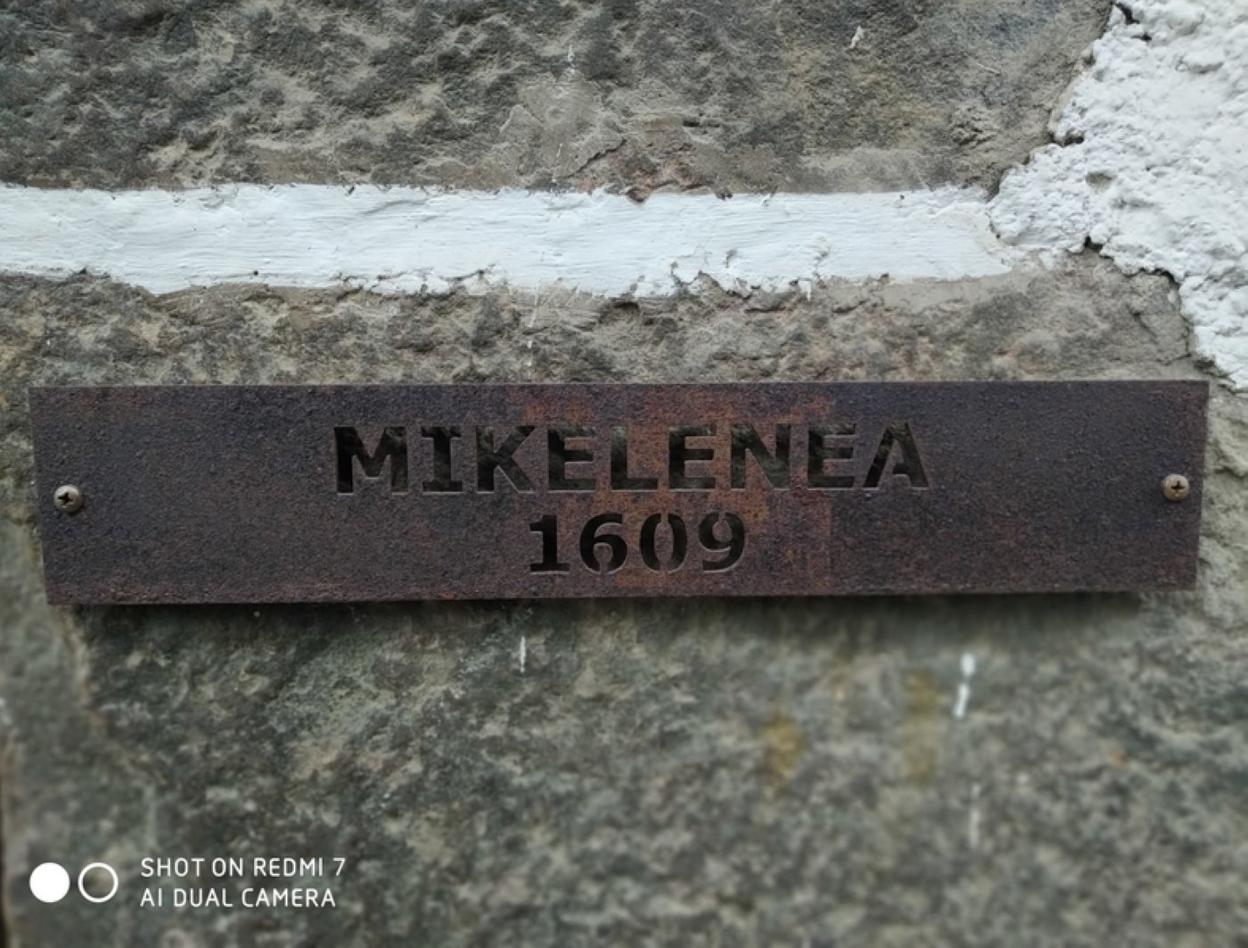 MIKELENEA
1609
SHOT ON REDMI 7
AI DUAL CAMERA